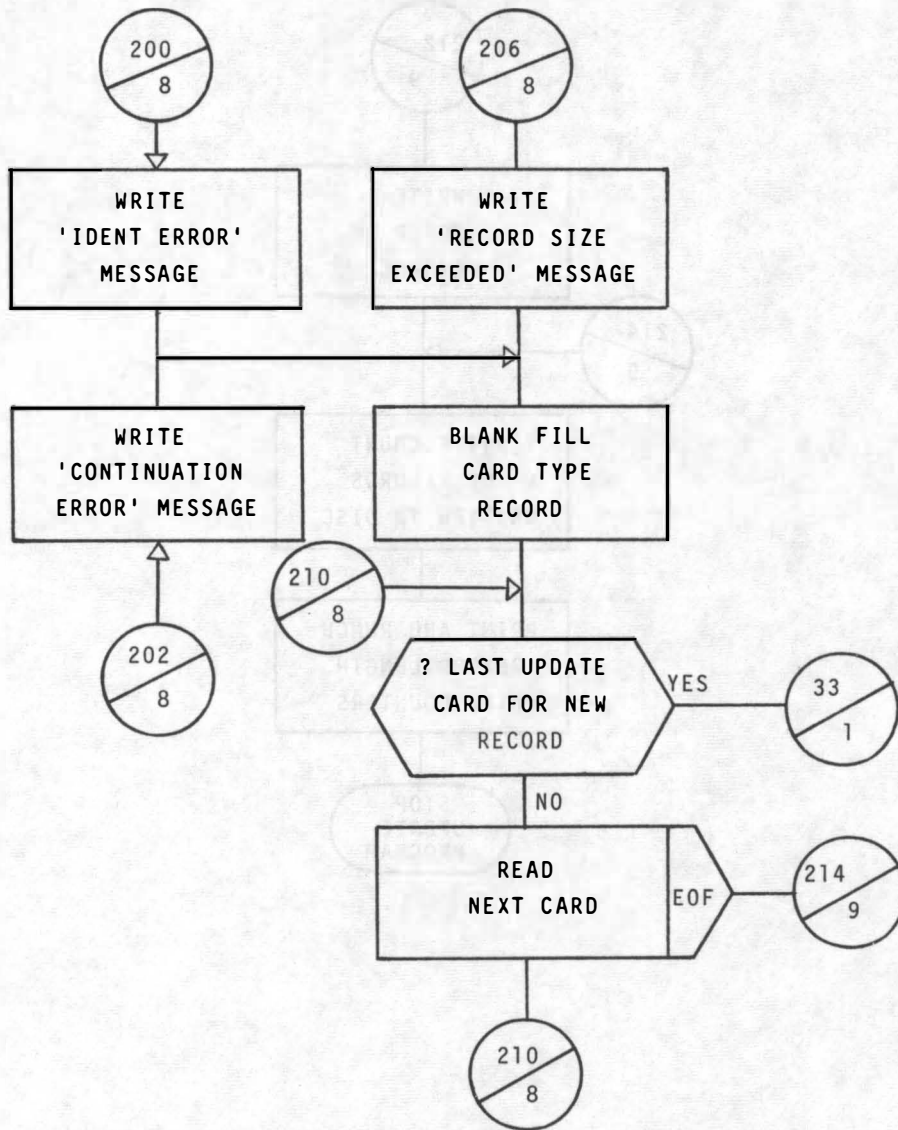 200
8
206
8
WRITE
'IDENT ERROR'
MESSAGE
WRITE
'RECORD SIZE
EXCEEDED' MESSAGE
WRITE
'CONTINUATION
ERROR' MESSAGE
BLANK FILL
CARD TYPE
RECORD
210
8
202
8
? LAST UPDATE
CARD FOR NEW
RECORD
YES
33
1
NO
READ
NEXT CARD
EOF
214
9
210
8